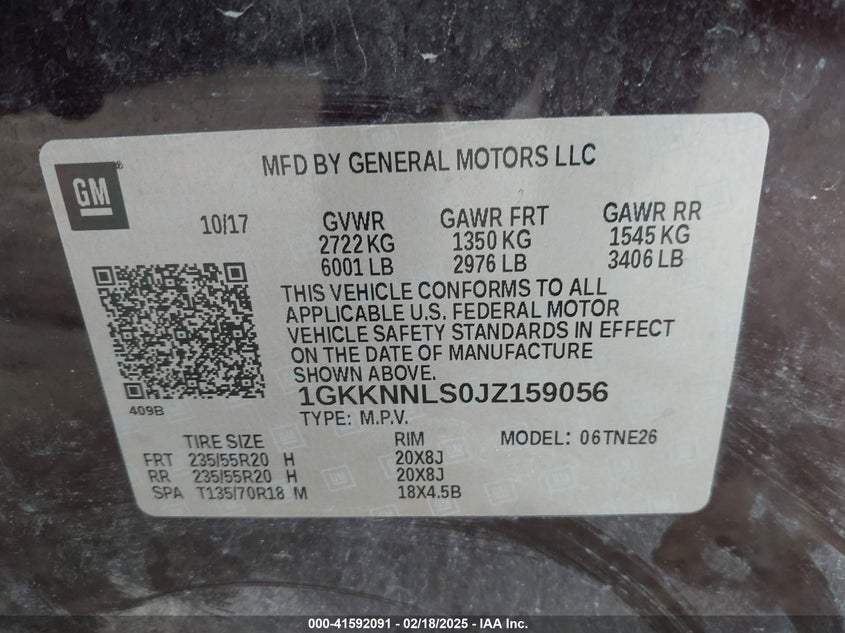 GM®
MFD BY GENERAL MOTORS LLC
10/17 GVWR GAWR FRT GAWR RR
2722 KG 1350 KG 1545 KG
6001 LB 2976 LB 3406 LB
THIS VEHICLE CONFORMS TO ALL
APPLICABLE U.S. FEDERAL MOTOR
VEHICLE SAFETY STANDARDS IN EFFECT
ON THE DATE OF MANUFACTURE
SHOWN ABOVE.
409B
1GKKNNLS0JZ159056
TYPE: M.P.V.
TIRE SIZE RIM MODEL: 06TNE26
FRT 235/55R20 H 20X8J
RR 235/55R20 H 20X8J
SPA T135/70R18 M 18X4.5B
000-41592091 - 02/18/2025 - IAA Inc.